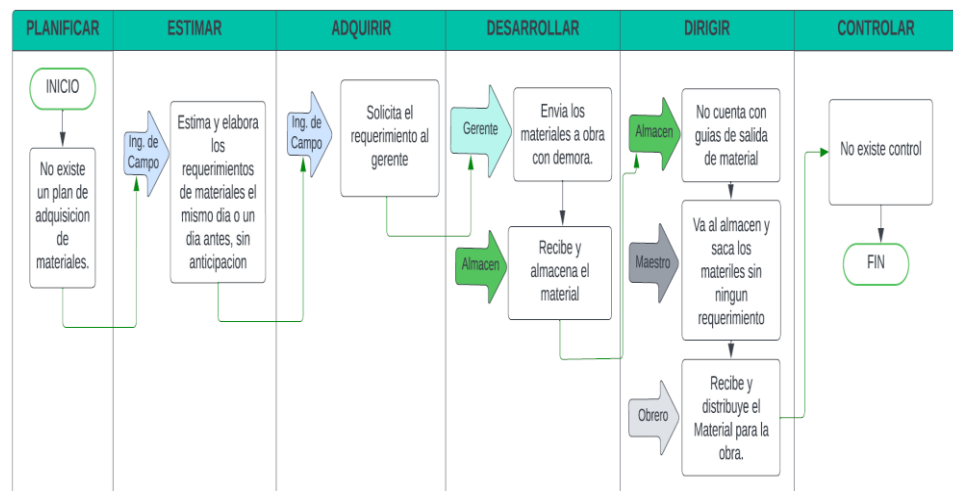 PLANIFICAR
ESTIMAR
ADQUIRIR
DESARROLLAR
DIRIGIR
CONTROLAR
INICIO
No existe
un plan de
adquisicion
de
materiales.
Ing. de
Campo
Estima y elabora
los
requerimientos
de materiales el
mismo dia o un
dia antes, sin
anticipacion
Ing. de
Campo
Solicita el
requerimiento al
gerente
Gerente
Envia los
materiales a obra
con demora.
Almacen
Recibe y
almacena el
material
Almacen
No cuenta con
guias de salida
de material
Maestro
Va al almacen y
saca los
materiles sin
ningun
requerimiento
Obrero
Recibe y
distribuye el
Material para la
obra.
No existe control
FIN